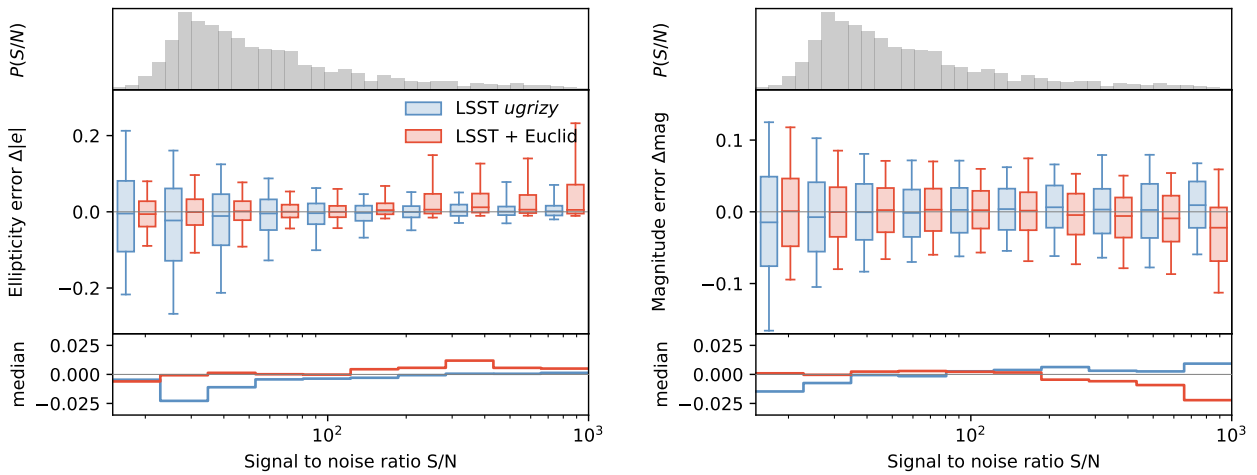 P(S/N)
Ellipticity error Δ|e|
0.2
0.0
−0.2
LSST ugrizy
LSST + Euclid
median
0.025
0.000
−0.025
10²
10³
Signal to noise ratio S/N
P(S/N)
Magnitude error Δmag
0.1
0.0
−0.1
median
0.025
0.000
−0.025
10²
10³
Signal to noise ratio S/N